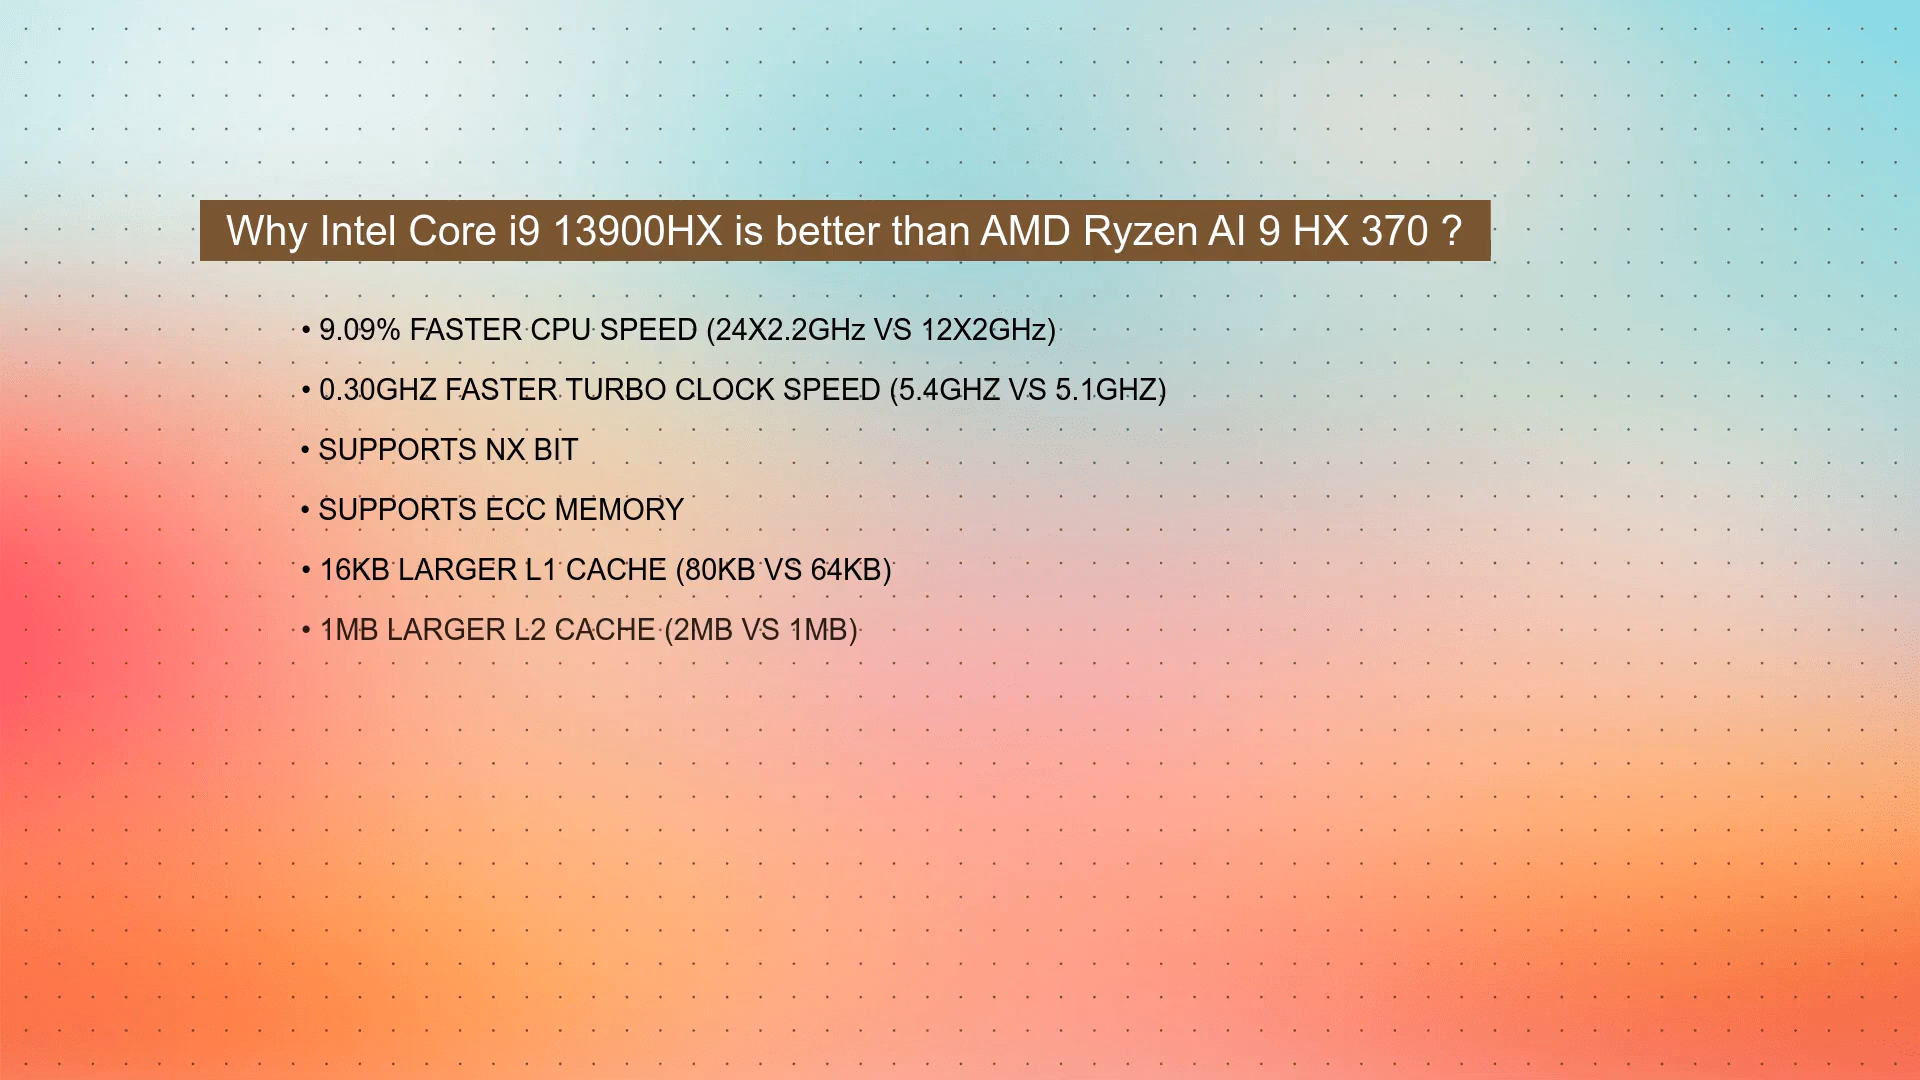 Why Intel Core i9 13900HX is better than AMD Ryzen AI 9 HX 370 ?
• 9.09% FASTER CPU SPEED (24X2.2GHz VS 12X2GHz)
• 0.30GHZ FASTER TURBO CLOCK SPEED (5.4GHZ VS 5.1GHZ)
• SUPPORTS NX BIT
• SUPPORTS ECC MEMORY
• 16KB LARGER L1 CACHE (80KB VS 64KB)
• 1MB LARGER L2 CACHE (2MB VS 1MB)